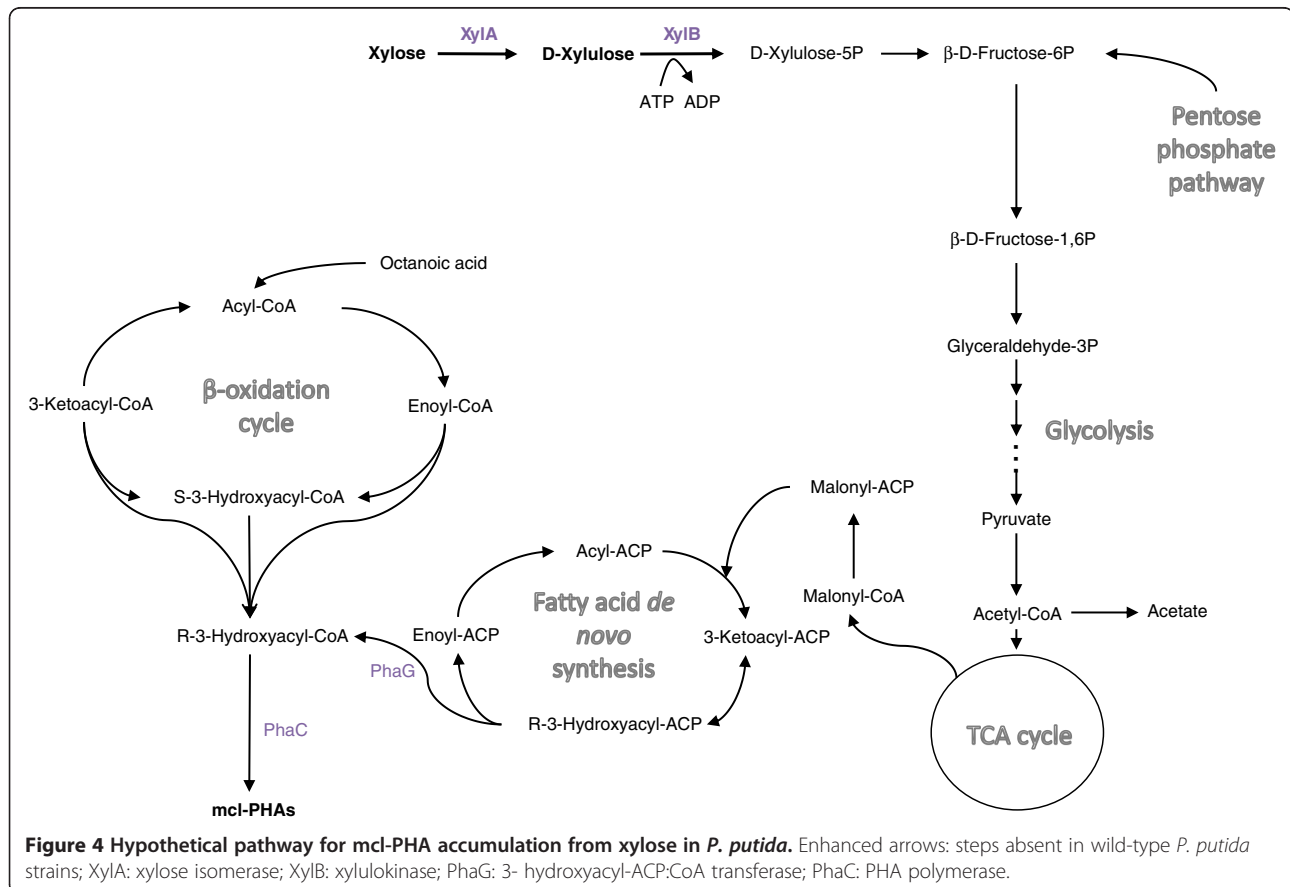 XylA
XylB
Xylose
D-Xylulose
D-Xylulose-5P
β-D-Fructose-6P
ATP ADP
Pentose
phosphate
pathway
β-D-Fructose-1,6P
Octanoic acid
Acyl-CoA
Glyceraldehyde-3P
3-Ketoacyl-CoA
β-oxidation
cycle
Enoyl-CoA
Glycolysis
S-3-Hydroxyacyl-CoA
Malonyl-ACP
Pyruvate
Acyl-ACP
Malonyl-CoA
Acetyl-CoA
Acetate
Fatty acid de
novo
synthesis
R-3-Hydroxyacyl-CoA
Enoyl-ACP
3-Ketoacyl-ACP
PhaG
R-3-Hydroxyacyl-ACP
PhaC
TCA cycle
mcl-PHAs
Figure 4 Hypothetical pathway for mcl-PHA accumulation from xylose in P. putida. Enhanced arrows: steps absent in wild-type P. putida
strains; XylA: xylose isomerase; XylB: xylulokinase; PhaG: 3- hydroxyacyl-ACP:CoA transferase; PhaC: PHA polymerase.